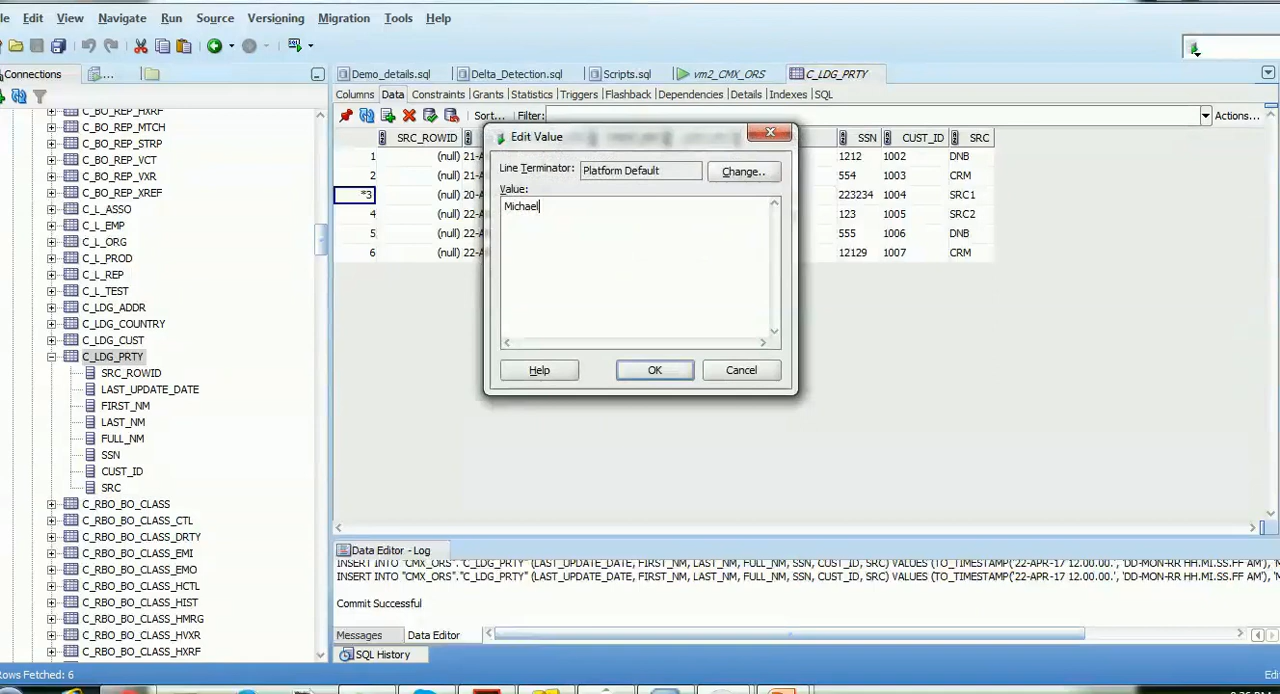 le Edit View Navigate Run Source Versioning Migration Tools Help
Connections ...
Demo_details.sql Delta_Detection.sql Scripts.sql vm2_CMX_ORS C_LDG_PRTY
Columns Data Constraints Grants Statistics Triggers Flashback Dependencies Details Indexes SQL
Sort... Filter: Actions...
SRC_ROWID SSN CUST_ID SRC
1 (null) 21-A 1212 1002 DNB
2 (null) 21-A 554 1003 CRM
*3 (null) 20-A 223234 1004 SRC1
4 (null) 22-A 123 1005 SRC2
5 (null) 22-A 555 1006 DNB
6 (null) 22-A 12129 1007 CRM
Edit Value
Line Terminator: Platform Default Change..
Value:
Michael
Help OK Cancel
C_BO_REP_HXRF
C_BO_REP_MTCH
C_BO_REP_STRP
C_BO_REP_VCT
C_BO_REP_VXR
C_BO_REP_XREF
C_L_ASSO
C_L_EMP
C_L_ORG
C_L_PROD
C_L_REP
C_L_TEST
C_LDG_ADDR
C_LDG_COUNTRY
C_LDG_CUST
C_LDG_PRTY
SRC_ROWID
LAST_UPDATE_DATE
FIRST_NM
LAST_NM
FULL_NM
SSN
CUST_ID
SRC
C_RBO_BO_CLASS
C_RBO_BO_CLASS_CTL
C_RBO_BO_CLASS_DRTY
C_RBO_BO_CLASS_EMI
C_RBO_BO_CLASS_EMO
C_RBO_BO_CLASS_HCTL
C_RBO_BO_CLASS_HIST
C_RBO_BO_CLASS_HMRG
C_RBO_BO_CLASS_HVXR
C_RBO_BO_CLASS_HXRF
Data Editor - Log
INSERT INTO "CMX_ORS"."C_LDG_PRTY" (LAST_UPDATE_DATE, FIRST_NM, LAST_NM, FULL_NM, SSN, CUST_ID, SRC) VALUES (TO_TIMESTAMP('22-APR-17 12.00.00.', 'DD-MON-RR HH.MI.SS.FF AM'), 'M
INSERT INTO "CMX_ORS"."C_LDG_PRTY" (LAST_UPDATE_DATE, FIRST_NM, LAST_NM, FULL_NM, SSN, CUST_ID, SRC) VALUES (TO_TIMESTAMP('22-APR-17 12.00.00.', 'DD-MON-RR HH.MI.SS.FF AM'), 'M
Commit Successful
Messages Data Editor
SQL History
Rows Fetched: 6 Edi